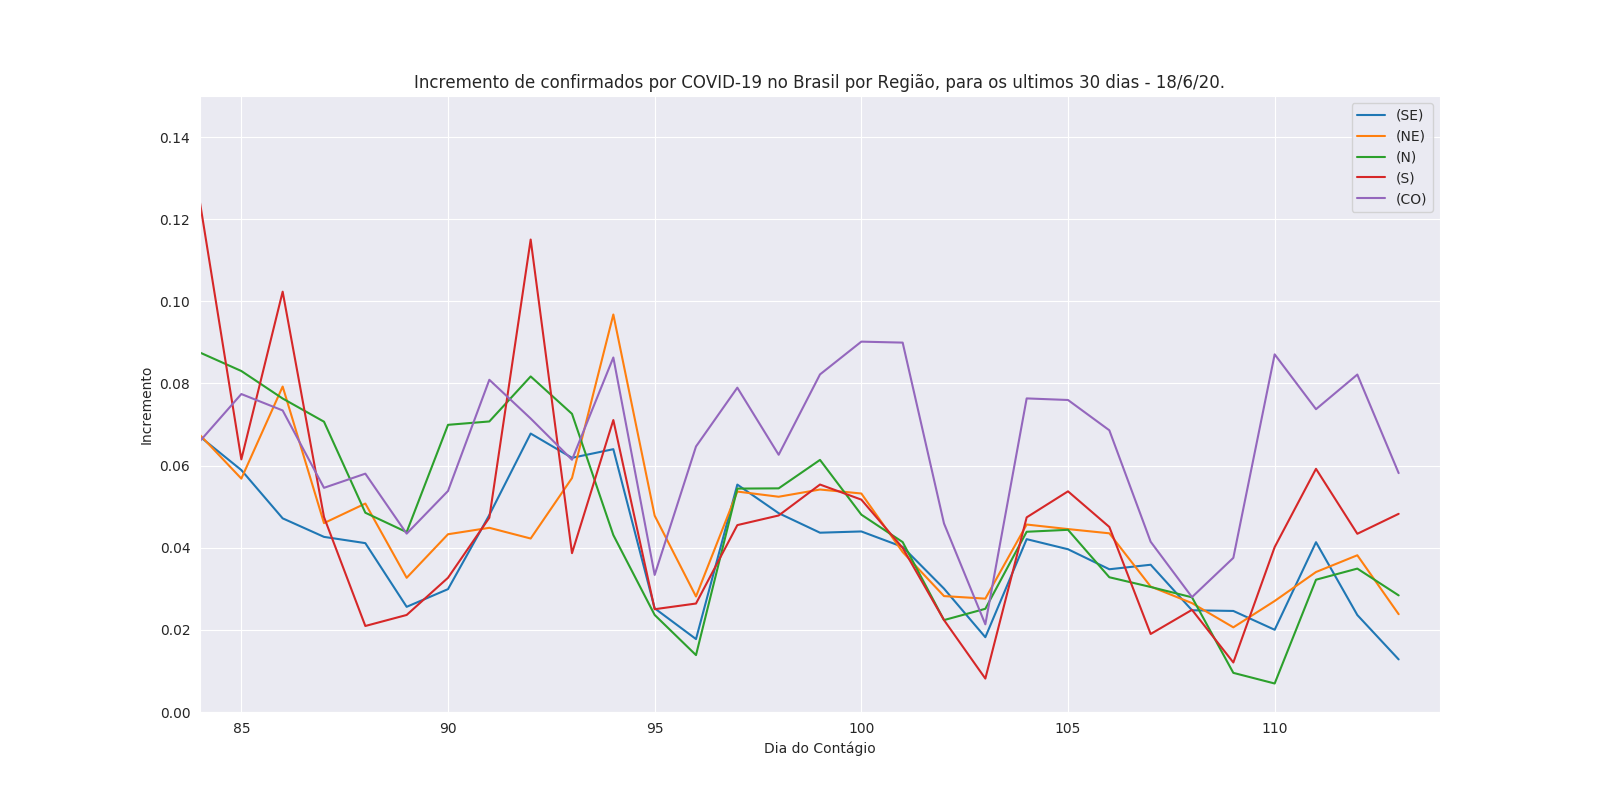 Incremento de confirmados por COVID-19 no Brasil por Região, para os ultimos 30 dias - 18/6/20.
(SE)
(NE)
(N)
(S)
(CO)
Incremento
0.14
0.12
0.10
0.08
0.06
0.04
0.02
0.00
85 90 95 100 105 110
Dia do Contágio